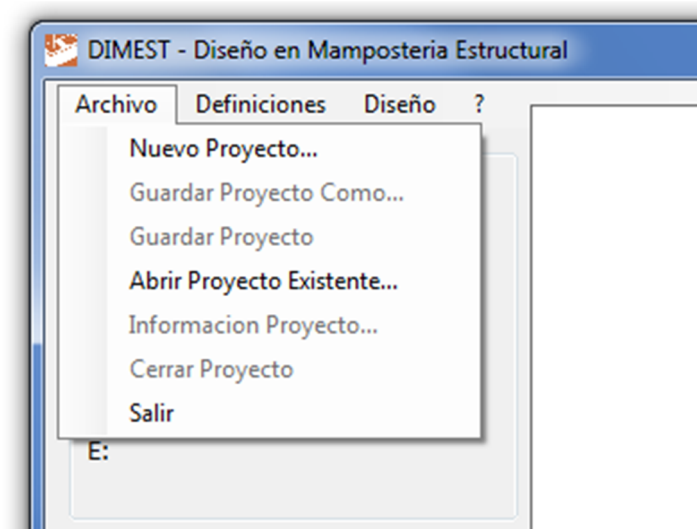 DIMEST - Diseño en Mamposteria Estructural
Archivo Definiciones Diseño ?
Nuevo Proyecto...
Guardar Proyecto Como...
Guardar Proyecto
Abrir Proyecto Existente...
Informacion Proyecto...
Cerrar Proyecto
Salir
E: